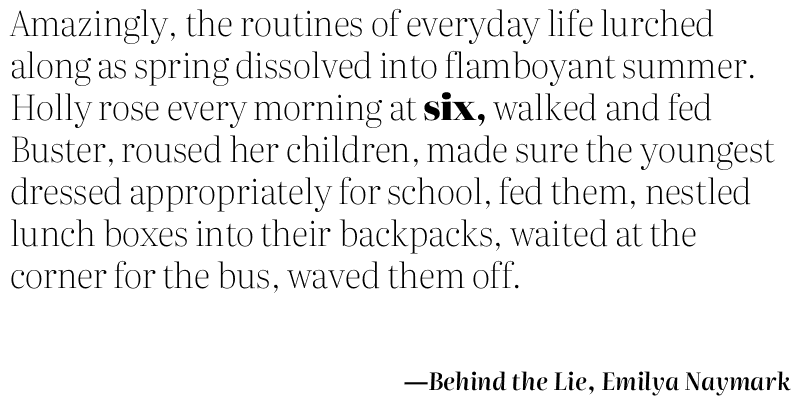 Amazingly, the routines of everyday life lurched
along as spring dissolved into flamboyant summer.
Holly rose every morning at six, walked and fed
Buster, roused her children, made sure the youngest
dressed appropriately for school, fed them, nestled
lunch boxes into their backpacks, waited at the
corner for the bus, waved them off.
—Behind the Lie, Emilya Naymark